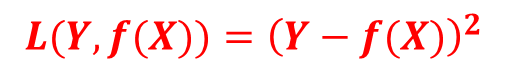 L(Y, f(X)) = (Y − f(X))²